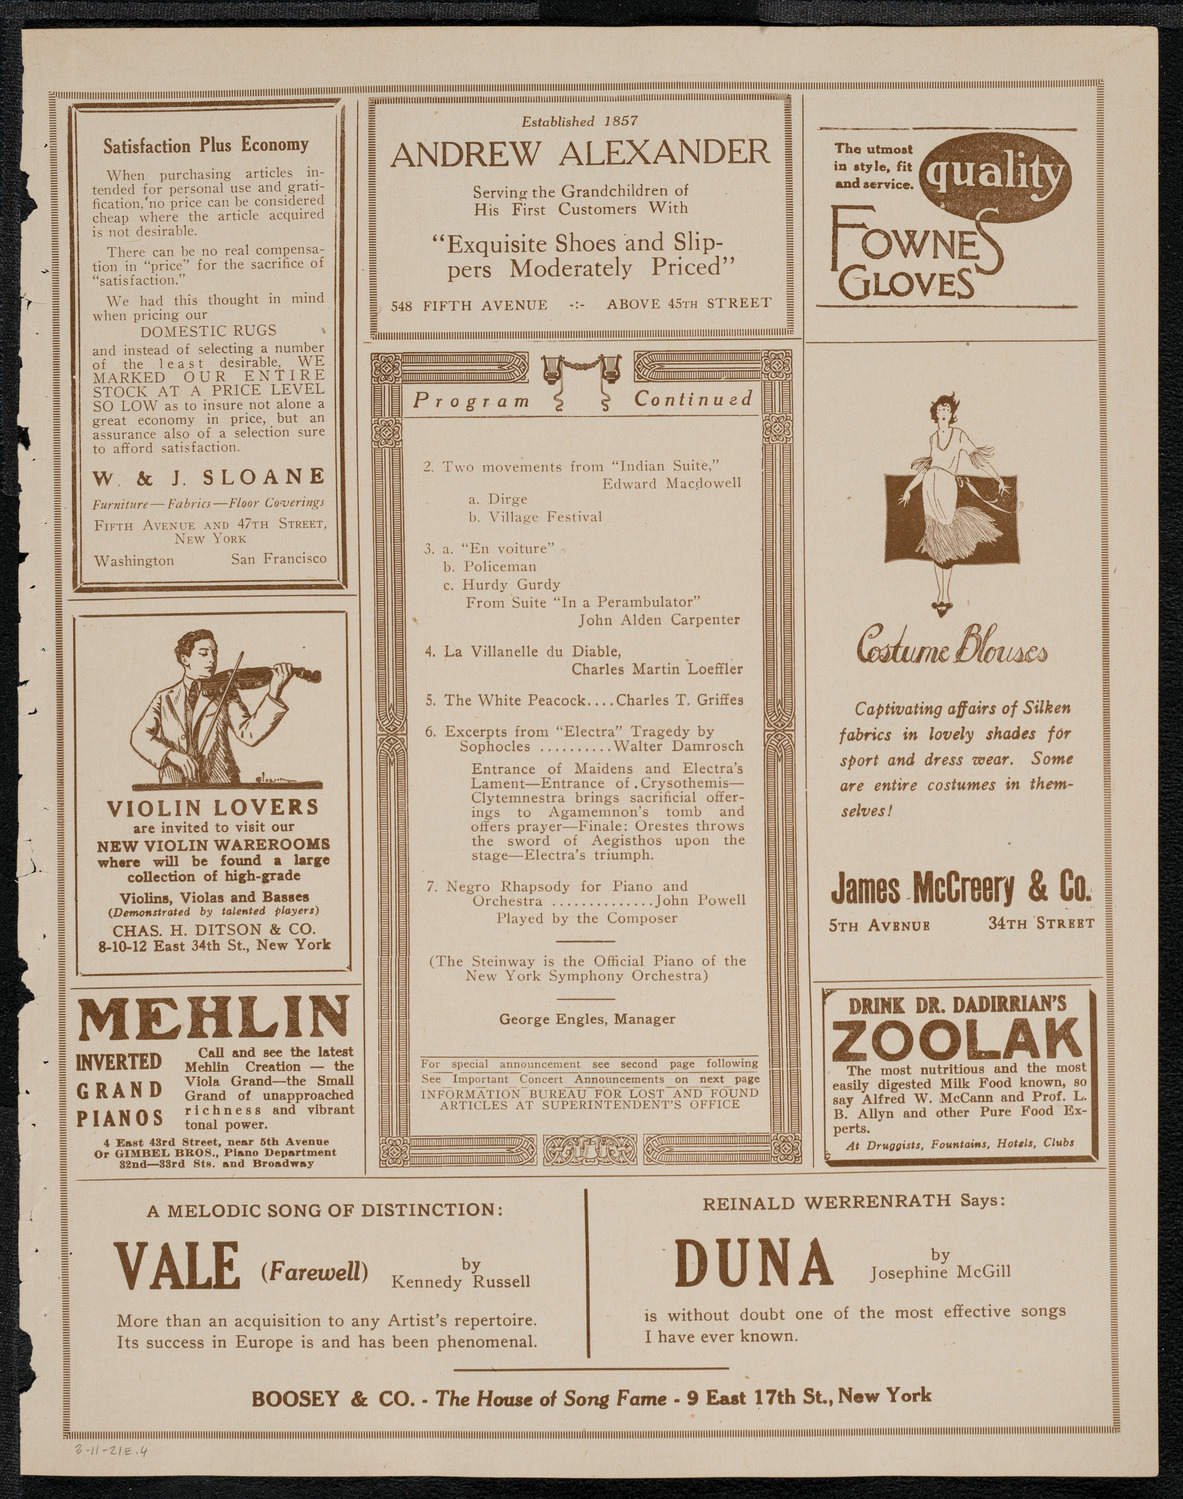 Satisfaction Plus Economy
When purchasing articles in-
tended for personal use and grati-
fication, no price can be considered
cheap where the article acquired
is not desirable.
There can be no real compensa-
tion in "price" for the sacrifice of
"satisfaction."
We had this thought in mind
when pricing our
DOMESTIC RUGS
and instead of selecting a number
of the least desirable, WE
MARKED OUR ENTIRE
STOCK AT A PRICE LEVEL
SO LOW as to insure not alone a
great economy in price, but an
assurance also of a selection sure
to afford satisfaction.
W. & J. SLOANE
Furniture—Fabrics—Floor Coverings
FIFTH AVENUE AND 47TH STREET,
NEW YORK
Washington San Francisco
VIOLIN LOVERS
are invited to visit our
NEW VIOLIN WAREROOMS
where will be found a large
collection of high-grade
Violins, Violas and Basses
(Demonstrated by talented players)
CHAS. H. DITSON & CO.
8-10-12 East 34th St., New York
MEHLIN
INVERTED
GRAND
PIANOS
Call and see the latest
Mehlin Creation — the
Viola Grand—the Small
Grand of unapproached
richness and vibrant
tonal power.
4 East 43rd Street, near 5th Avenue
Or GIMBEL BROS., Piano Department
32nd—33rd Sts. and Broadway
Established 1857
ANDREW ALEXANDER
Serving the Grandchildren of
His First Customers With
"Exquisite Shoes and Slip-
pers Moderately Priced"
548 FIFTH AVENUE -:- ABOVE 45TH STREET
Program Continued
2. Two movements from "Indian Suite,"
Edward Macdowell
a. Dirge
b. Village Festival
3. a. "En voiture"
b. Policeman
c. Hurdy Gurdy
From Suite "In a Perambulator"
John Alden Carpenter
4. La Villanelle du Diable,
Charles Martin Loeffler
5. The White Peacock....Charles T. Griffes
6. Excerpts from "Electra" Tragedy by
Sophocles ..........Walter Damrosch
Entrance of Maidens and Electra's
Lament—Entrance of Crysothemis—
Clytemnestra brings sacrificial offer-
ings to Agamemnon's tomb and
offers prayer—Finale: Orestes throws
the sword of Aegisthos upon the
stage—Electra's triumph.
7. Negro Rhapsody for Piano and
Orchestra ..............John Powell
Played by the Composer
(The Steinway is the Official Piano of the
New York Symphony Orchestra)
George Engles, Manager
For special announcement see second page following
See Important Concert Announcements on next page
INFORMATION BUREAU FOR LOST AND FOUND
ARTICLES AT SUPERINTENDENT'S OFFICE
The utmost
in style, fit
and service.
quality
FOWNES
GLOVES
Costume Blouses
Captivating affairs of Silken
fabrics in lovely shades for
sport and dress wear. Some
are entire costumes in them-
selves!
James McCreery & Co.
5TH AVENUE 34TH STREET
DRINK DR. DADIRRIAN'S
ZOOLAK
The most nutritious and the most
easily digested Milk Food known, so
say Alfred W. McCann and Prof. L.
B. Allyn and other Pure Food Ex-
perts.
At Druggists, Fountains, Hotels, Clubs
A MELODIC SONG OF DISTINCTION:
VALE (Farewell) by
Kennedy Russell
More than an acquisition to any Artist's repertoire.
Its success in Europe is and has been phenomenal.
REINALD WERRENRATH Says:
DUNA by
Josephine McGill
is without doubt one of the most effective songs
I have ever known.
BOOSEY & CO. - The House of Song Fame - 9 East 17th St., New York
3-11-21E.4